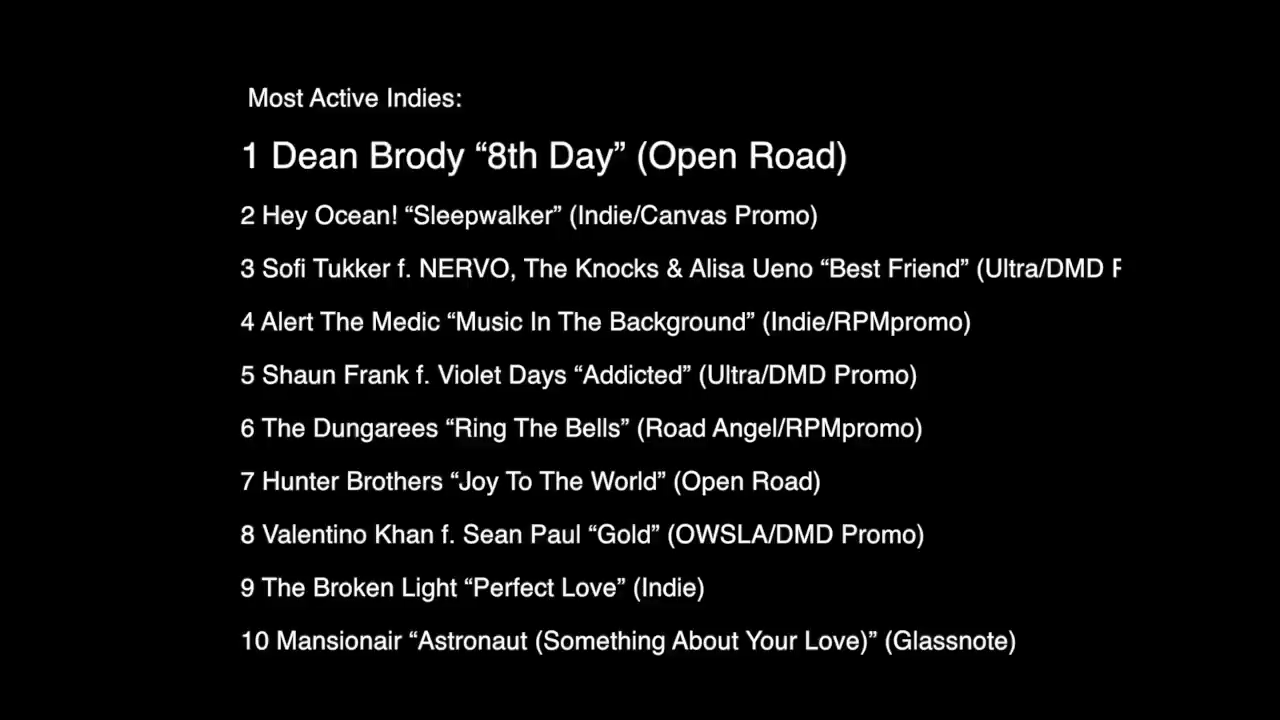 Most Active Indies:
1 Dean Brody “8th Day” (Open Road)
2 Hey Ocean! “Sleepwalker” (Indie/Canvas Promo)
3 Sofi Tukker f. NERVO, The Knocks & Alisa Ueno “Best Friend” (Ultra/DMD
4 Alert The Medic “Music In The Background” (Indie/RPMpromo)
5 Shaun Frank f. Violet Days “Addicted” (Ultra/DMD Promo)
6 The Dungarees “Ring The Bells” (Road Angel/RPMpromo)
7 Hunter Brothers “Joy To The World” (Open Road)
8 Valentino Khan f. Sean Paul “Gold” (OWSLA/DMD Promo)
9 The Broken Light “Perfect Love” (Indie)
10 Mansionair “Astronaut (Something About Your Love)” (Glassnote)